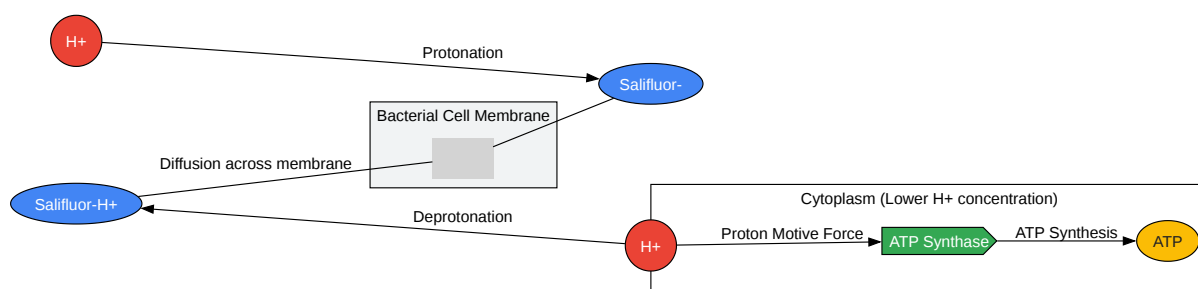 H+
Protonation
Salifluor-
Bacterial Cell Membrane
Diffusion across membrane
Salifluor-H+
Deprotonation
Cytoplasm (Lower H+ concentration)
H+
Proton Motive Force
ATP Synthase
ATP Synthesis
ATP